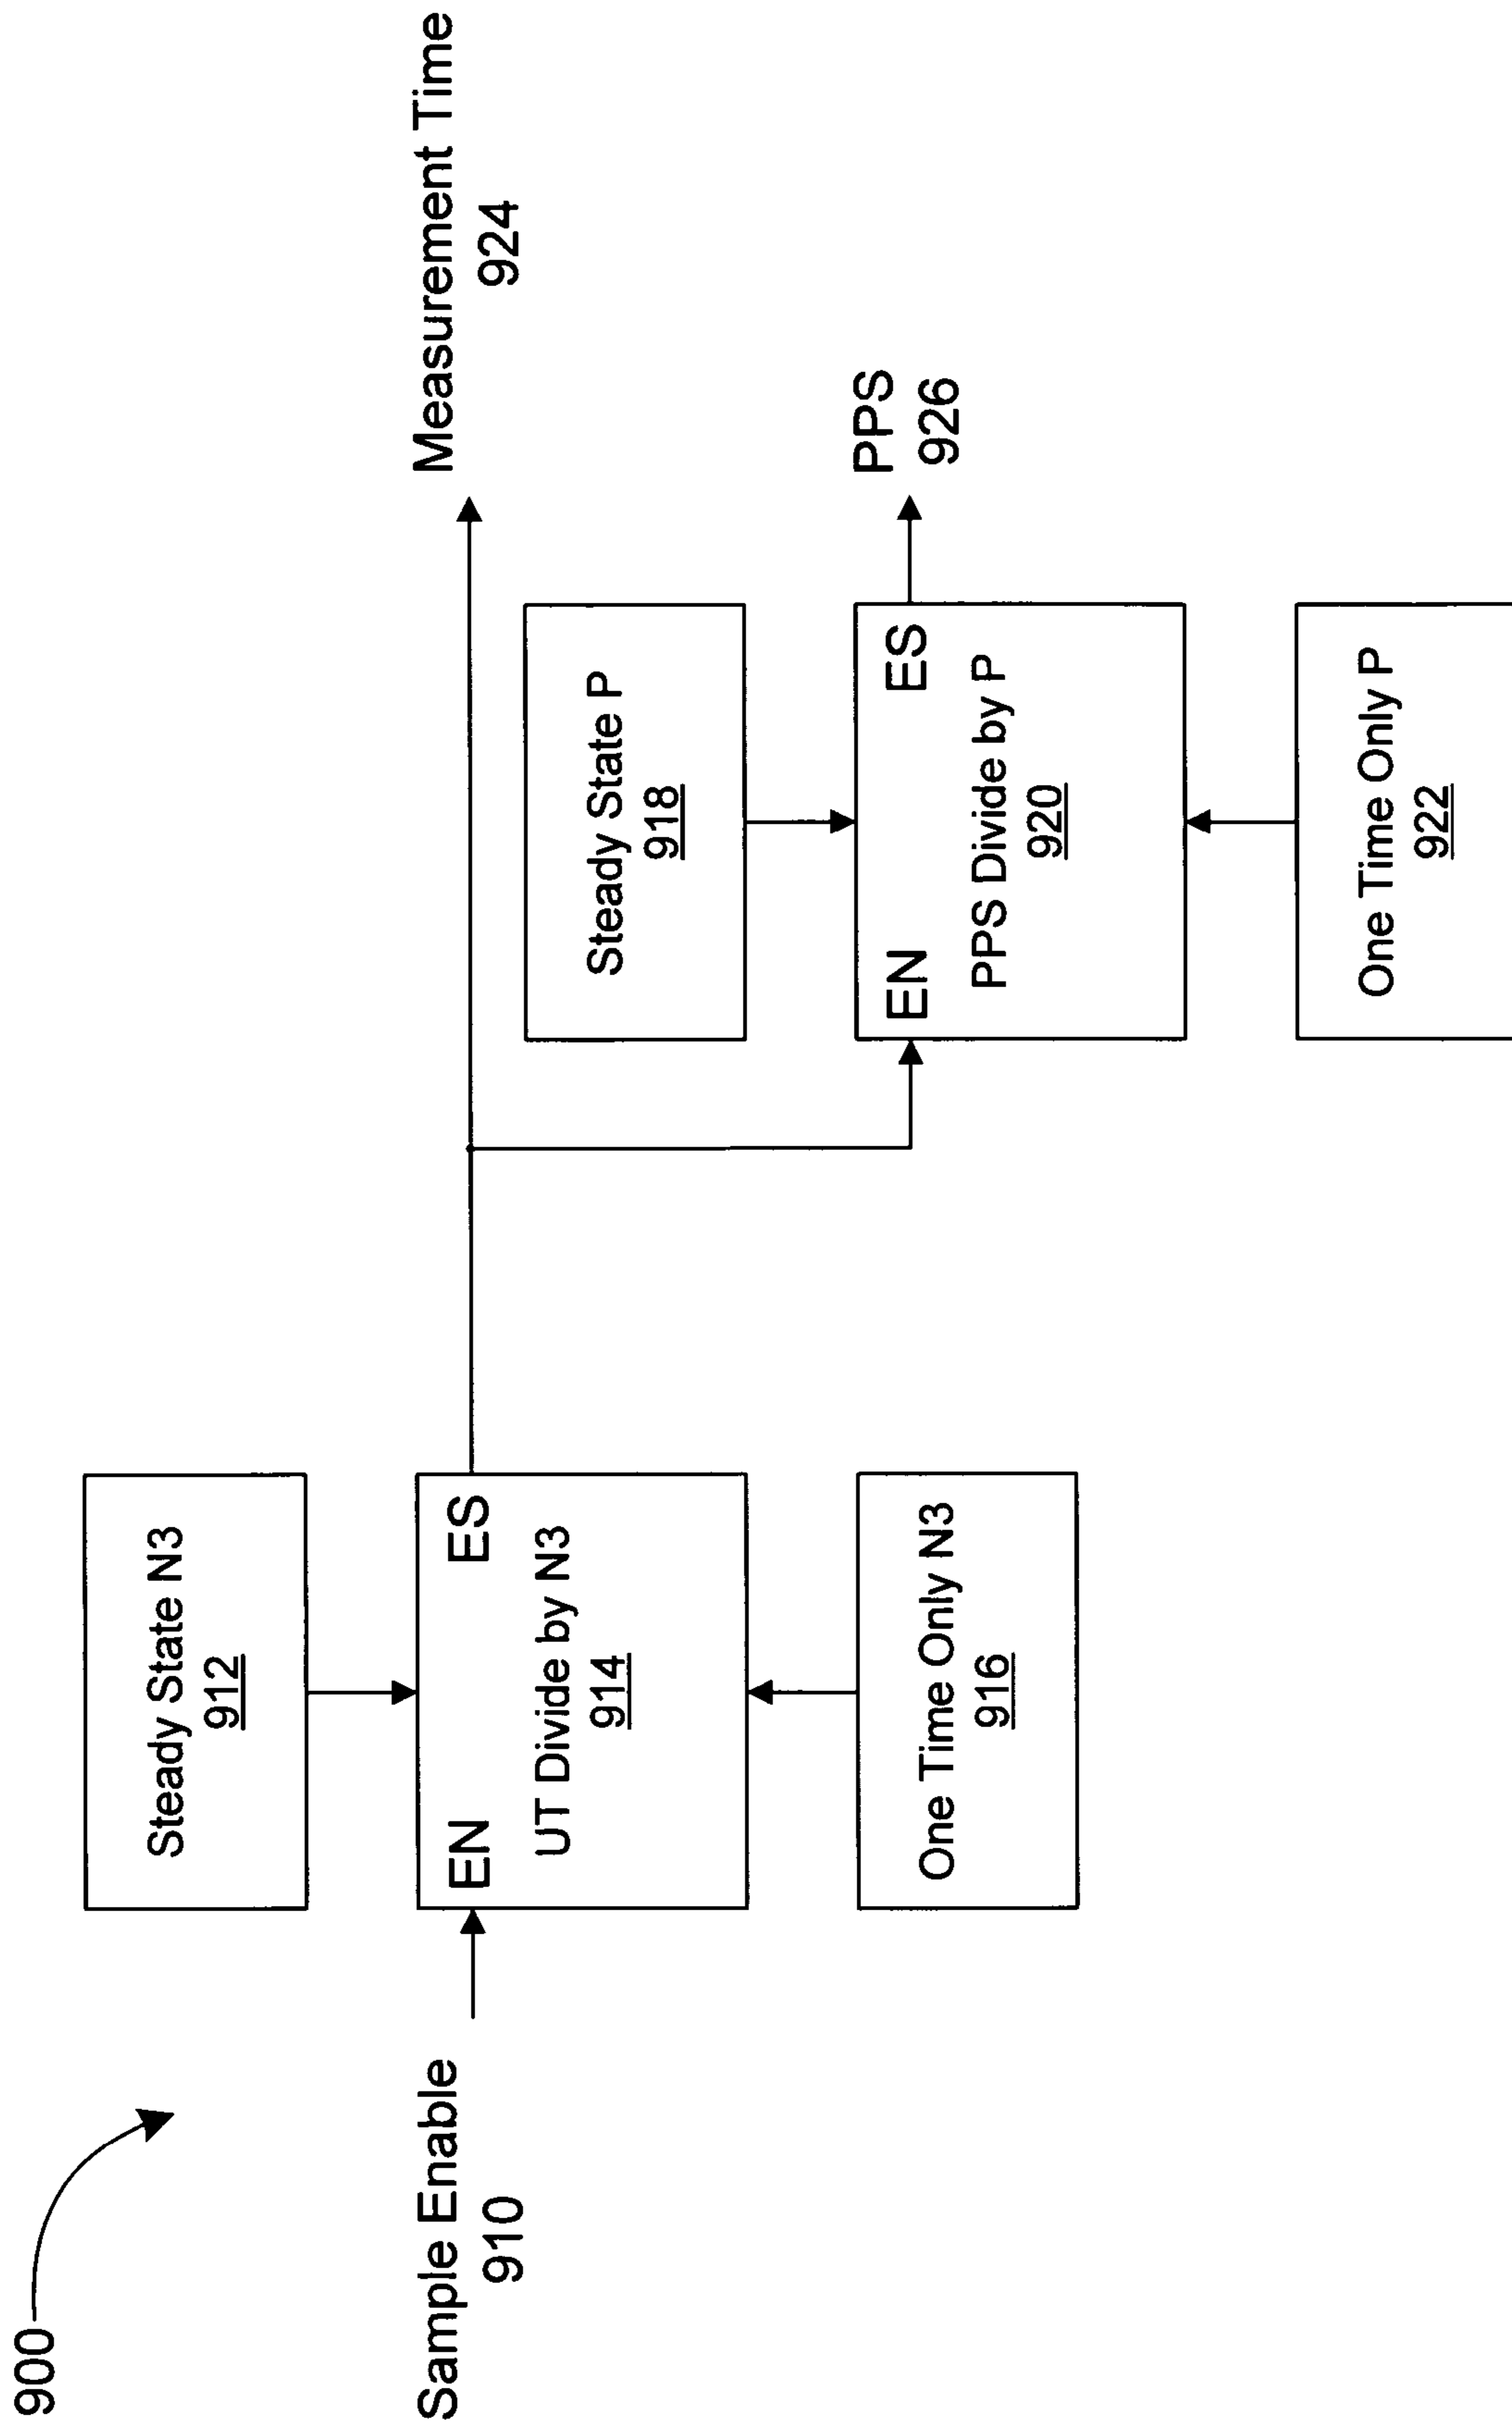 900
Sample Enable
910
Steady State N3
912
EN ES
UT Divide by N3
914
One Time Only N3
916
Measurement Time
924
Steady State P
918
EN ES
PPS Divide by P
920
One Time Only P
922
PPS
926